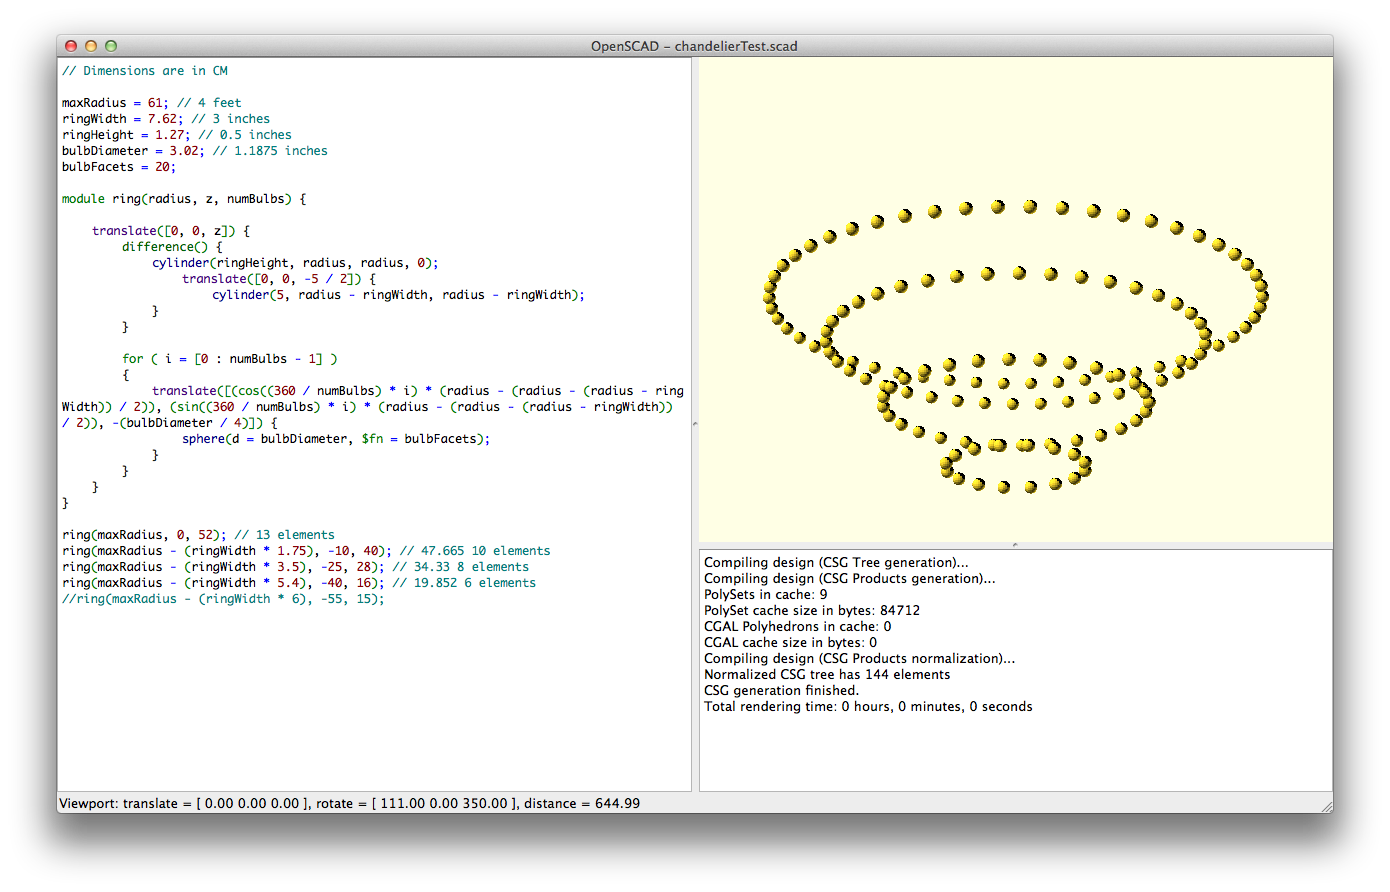 OpenSCAD – chandelierTest.scad
// Dimensions are in CM
maxRadius = 61; // 4 feet
ringWidth = 7.62; // 3 inches
ringHeight = 1.27; // 0.5 inches
bulbDiameter = 3.02; // 1.1875 inches
bulbFacets = 20;
module ring(radius, z, numBulbs) {
translate([0, 0, z]) {
difference() {
cylinder(ringHeight, radius, radius, 0);
translate([0, 0, -5 / 2]) {
cylinder(5, radius - ringWidth, radius - ringWidth);
}
}
for ( i = [0 : numBulbs - 1] )
{
translate([(cos((360 / numBulbs) * i) * (radius - (radius - (radius - ring
Width)) / 2)), (sin((360 / numBulbs) * i) * (radius - (radius - (radius - ringWidth))
/ 2)), -(bulbDiameter / 4)]) {
sphere(d = bulbDiameter, $fn = bulbFacets);
}
}
}
}
ring(maxRadius, 0, 52); // 13 elements
ring(maxRadius - (ringWidth * 1.75), -10, 40); // 47.665 10 elements
ring(maxRadius - (ringWidth * 3.5), -25, 28); // 34.33 8 elements
ring(maxRadius - (ringWidth * 5.4), -40, 16); // 19.852 6 elements
//ring(maxRadius - (ringWidth * 6), -55, 15);
Compiling design (CSG Tree generation)...
Compiling design (CSG Products generation)...
PolySets in cache: 9
PolySet cache size in bytes: 84712
CGAL Polyhedrons in cache: 0
CGAL cache size in bytes: 0
Compiling design (CSG Products normalization)...
Normalized CSG tree has 144 elements
CSG generation finished.
Total rendering time: 0 hours, 0 minutes, 0 seconds
Viewport: translate = [ 0.00 0.00 0.00 ], rotate = [ 111.00 0.00 350.00 ], distance = 644.99